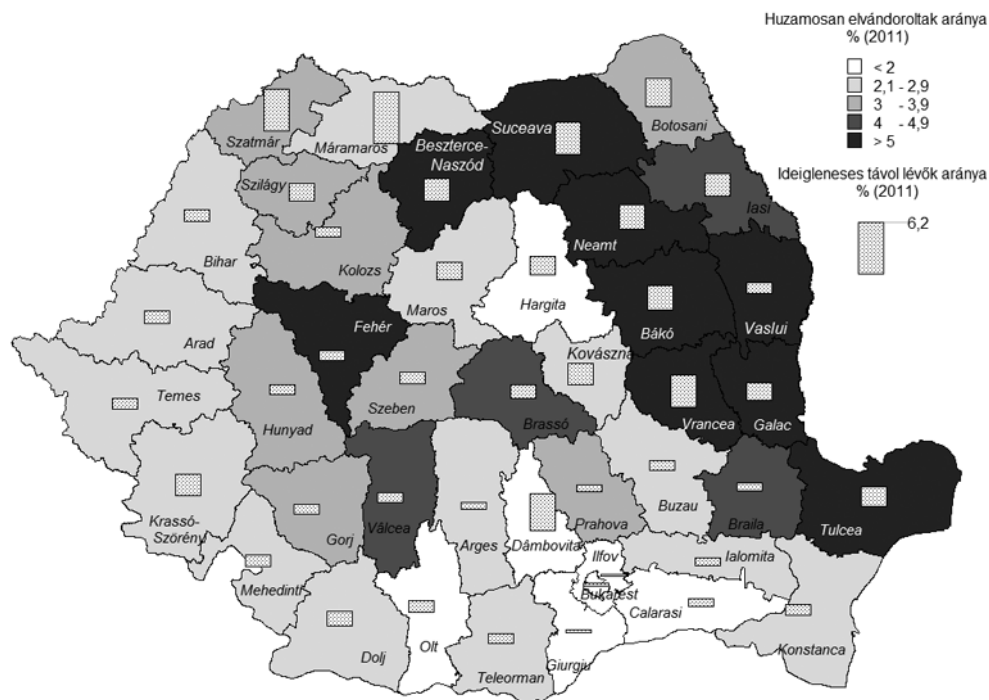 Huzamosan elvándoroltak aránya
% (2011)
< 2
2,1 - 2,9
3 - 3,9
4 - 4,9
> 5
Ideigleneses távol lévők aránya
% (2011)
6,2
Szatmár
Máramaros
Suceava
Botosani
Beszterce-
Naszód
Szilágy
Iasi
Neamt
Bihar
Kolozs
Maros
Hargita
Bákó
Vaslui
Fehér
Arad
Kovászna
Temes
Hunyad
Szeben
Brassó
Vrancea
Galac
Krassó-
Szörény
Gorj
Vâlcea
Arges
Dâmbovita
Prahova
Buzau
Braila
Tulcea
Mehedinti
Ilfov
Ialomita
Bukarest
Calarasi
Dolj
Olt
Teleorman
Giurgiu
Konstanca